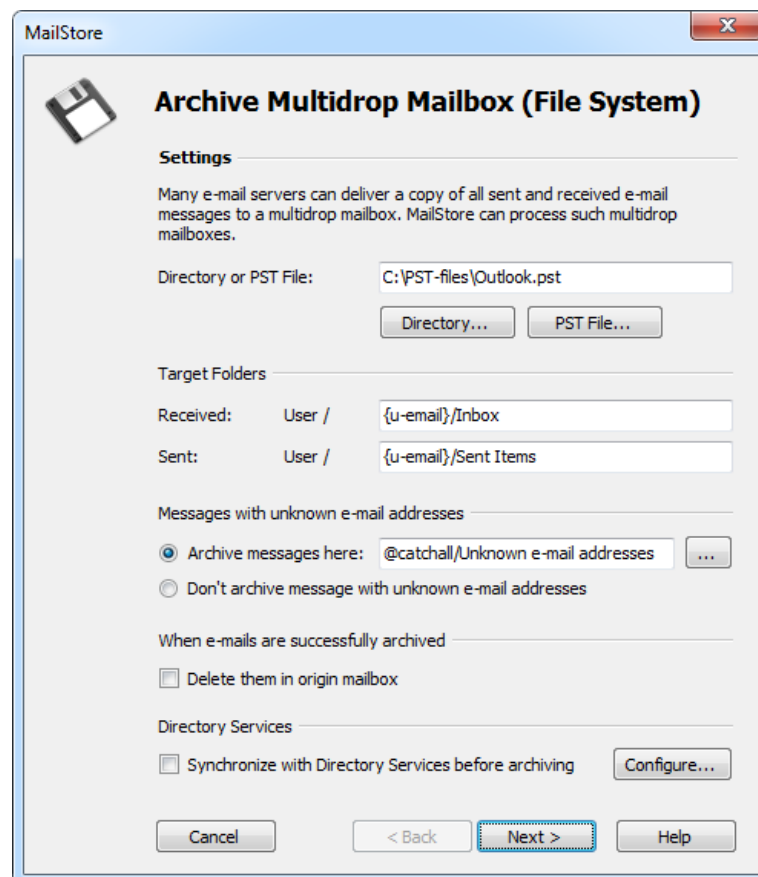 MailStore
Archive Multidrop Mailbox (File System)
Settings
Many e-mail servers can deliver a copy of all sent and received e-mail
messages to a multidrop mailbox. MailStore can process such multidrop
mailboxes.
Directory or PST File: C:\PST-files\Outlook.pst
Directory... PST File...
Target Folders
Received: User / {u-email}/Inbox
Sent: User / {u-email}/Sent Items
Messages with unknown e-mail addresses
Archive messages here: @catchall/Unknown e-mail addresses ...
Don't archive message with unknown e-mail addresses
When e-mails are successfully archived
Delete them in origin mailbox
Directory Services
Synchronize with Directory Services before archiving Configure...
Cancel < Back Next > Help